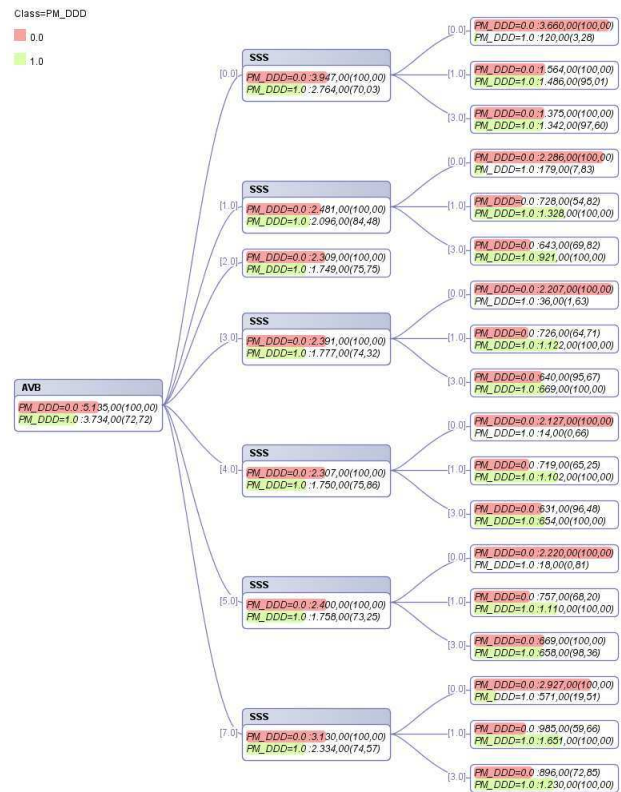 Class=PM_DDD
0.0
1.0
AVB
PM_DDD=0.0 :5.135,00(100,00)
PM_DDD=1.0 :3.734,00(72,72)
[0.0]
SSS
PM_DDD=0.0 :3.947,00(100,00)
PM_DDD=1.0 :2.764,00(70,03)
[0.0]
PM_DDD=0.0 :3.660,00(100,00)
PM_DDD=1.0 :120,00(3,28)
[1.0]
PM_DDD=0.0 :1.564,00(100,00)
PM_DDD=1.0 :1.486,00(95,01)
[3.0]
PM_DDD=0.0 :1.375,00(100,00)
PM_DDD=1.0 :1.342,00(97,60)
[1.0]
SSS
PM_DDD=0.0 :2.481,00(100,00)
PM_DDD=1.0 :2.096,00(84,48)
[0.0]
PM_DDD=0.0 :2.286,00(100,00)
PM_DDD=1.0 :179,00(7,83)
[1.0]
PM_DDD=0.0 :728,00(54,82)
PM_DDD=1.0 :1.328,00(100,00)
[3.0]
PM_DDD=0.0 :643,00(69,82)
PM_DDD=1.0 :921,00(100,00)
[2.0]
PM_DDD=0.0 :2.309,00(100,00)
PM_DDD=1.0 :1.749,00(75,75)
[3.0]
SSS
PM_DDD=0.0 :2.391,00(100,00)
PM_DDD=1.0 :1.777,00(74,32)
[0.0]
PM_DDD=0.0 :2.207,00(100,00)
PM_DDD=1.0 :36,00(1,63)
[1.0]
PM_DDD=0.0 :726,00(64,71)
PM_DDD=1.0 :1.122,00(100,00)
[3.0]
PM_DDD=0.0 :640,00(95,67)
PM_DDD=1.0 :669,00(100,00)
[4.0]
SSS
PM_DDD=0.0 :2.307,00(100,00)
PM_DDD=1.0 :1.750,00(75,86)
[0.0]
PM_DDD=0.0 :2.127,00(100,00)
PM_DDD=1.0 :14,00(0,66)
[1.0]
PM_DDD=0.0 :719,00(65,25)
PM_DDD=1.0 :1.102,00(100,00)
[3.0]
PM_DDD=0.0 :631,00(96,48)
PM_DDD=1.0 :654,00(100,00)
[5.0]
SSS
PM_DDD=0.0 :2.400,00(100,00)
PM_DDD=1.0 :1.758,00(73,25)
[0.0]
PM_DDD=0.0 :2.220,00(100,00)
PM_DDD=1.0 :18,00(0,81)
[1.0]
PM_DDD=0.0 :757,00(68,20)
PM_DDD=1.0 :1.110,00(100,00)
[3.0]
PM_DDD=0.0 :669,00(100,00)
PM_DDD=1.0 :658,00(98,36)
[7.0]
SSS
PM_DDD=0.0 :3.130,00(100,00)
PM_DDD=1.0 :2.334,00(74,57)
[0.0]
PM_DDD=0.0 :2.927,00(100,00)
PM_DDD=1.0 :571,00(19,51)
[1.0]
PM_DDD=0.0 :985,00(59,66)
PM_DDD=1.0 :1.651,00(100,00)
[3.0]
PM_DDD=0.0 :896,00(72,85)
PM_DDD=1.0 :1.230,00(100,00)